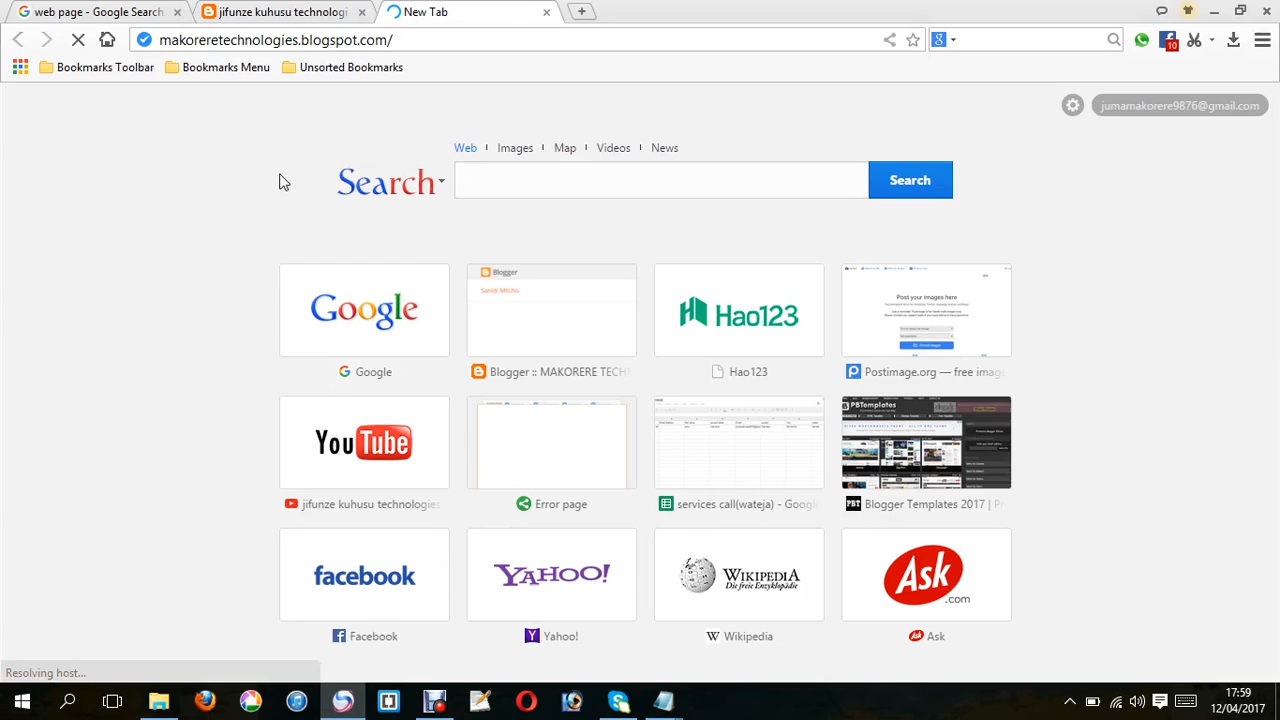 web page - Google Search
jifunze kuhusu technologi
New Tab
makoreretechnologies.blogspot.com/
10
Bookmarks Toolbar
Bookmarks Menu
Unsorted Bookmarks
jumamakorere9876@gmail.com
Web
Images
Map
Videos
News
Search
Search
Google
Blogger
Hao123
Post your images here
Google
Blogger :: MAKORERE TECH
Hao123
Postimage.org — free imag
YouTube
PBTemplates
jifunze kuhusu technologies
Error page
services call(wateja) - Googl
Blogger Templates 2017 | P
facebook
YAHOO!
WIKIPEDIA
Die freie Enzyklopädie
Ask
.com
Facebook
Yahoo!
Wikipedia
Ask
Resolving host...
17:59
12/04/2017